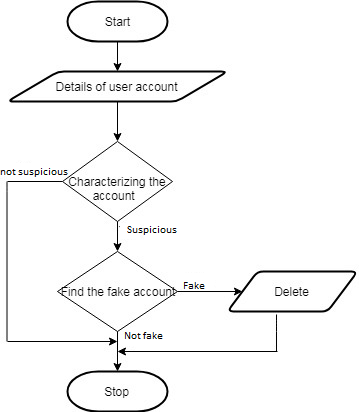 Start
Details of user account
not suspicious
Characterizing the
account
Suspicious
Find the fake account
Fake
Delete
Not fake
Stop